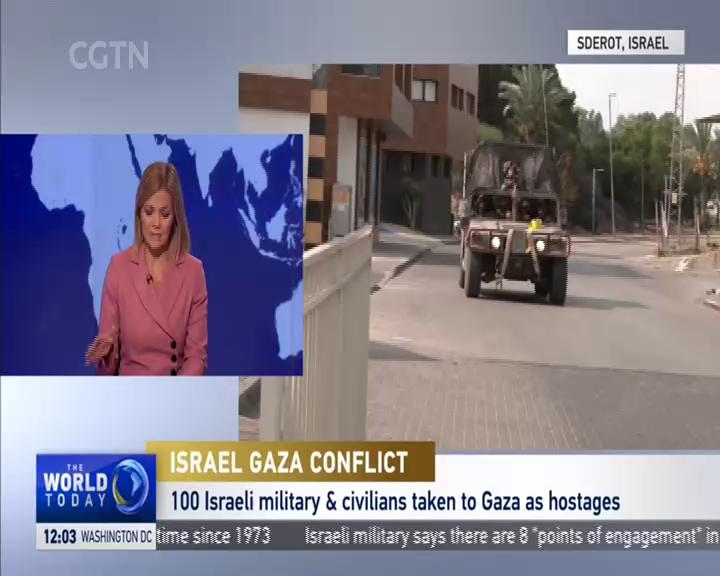 CGTN
SDEROT, ISRAEL
ISRAEL GAZA CONFLICT
THE
WORLD
TODAY
100 Israeli military & civilians taken to Gaza as hostages
12:03 WASHINGTON DC
time since 1973 Israeli military says there are 8 "points of engagement" in